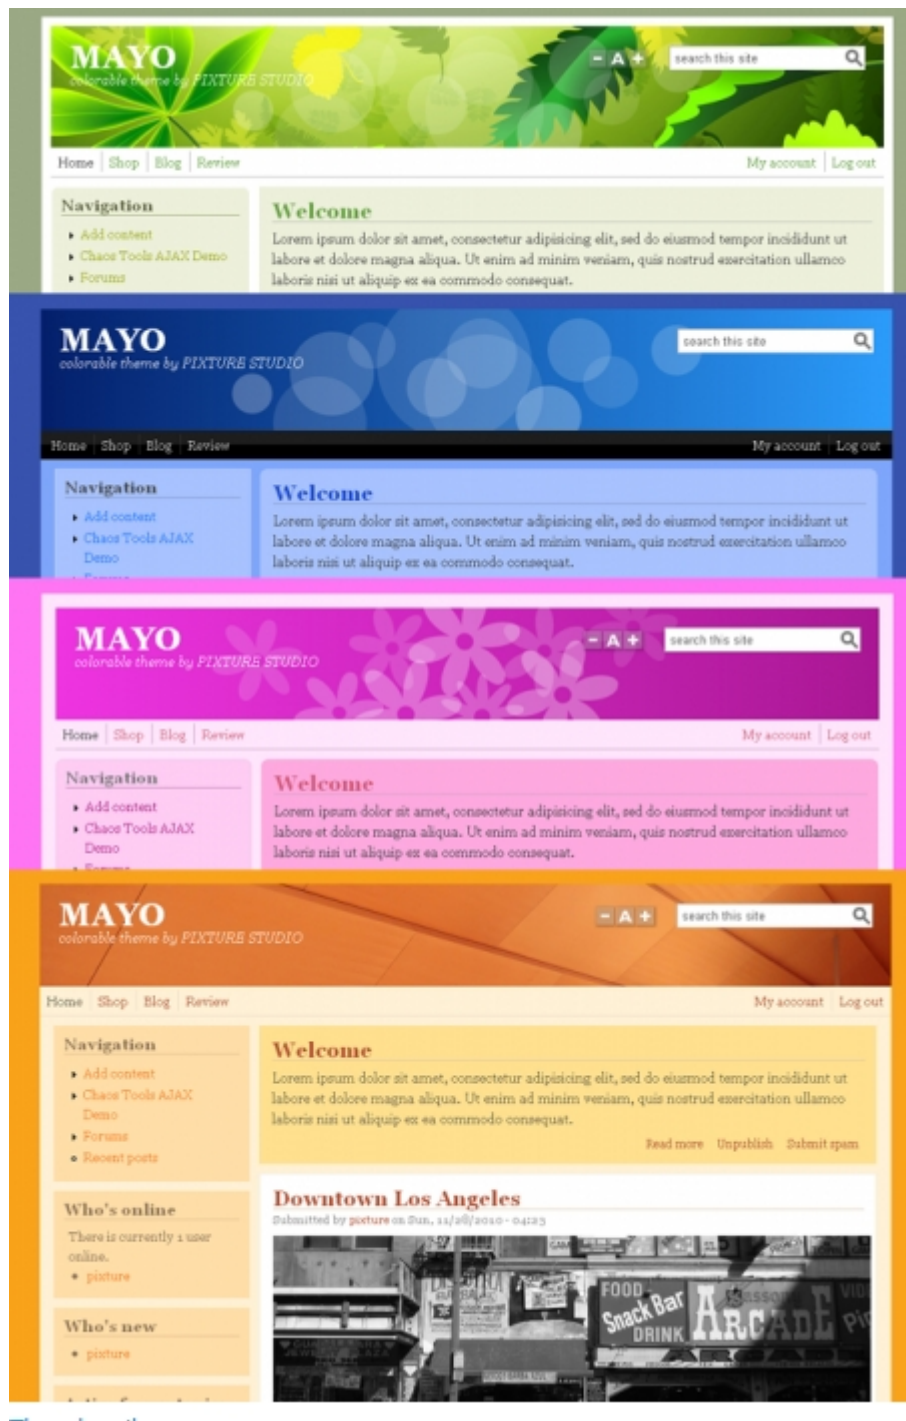 MAYO
colorable theme by PIXTURE STUDIO
- A +
search this site
Home Shop Blog Review
My account Log out
Navigation
Add content
Chaos Tools AJAX Demo
Forums
Welcome
Lorem ipsum dolor sit amet, consectetur adipisicing elit, sed do eiusmod tempor incididunt ut
labore et dolore magna aliqua. Ut enim ad minim veniam, quis nostrud exercitation ullamco
laboris nisi ut aliquip ex ea commodo consequat.
MAYO
colorable theme by PIXTURE STUDIO
search this site
Home Shop Blog Review
My account Log out
Navigation
Add content
Chaos Tools AJAX
Demo
Welcome
Lorem ipsum dolor sit amet, consectetur adipisicing elit, sed do eiusmod tempor incididunt ut
labore et dolore magna aliqua. Ut enim ad minim veniam, quis nostrud exercitation ullamco
laboris nisi ut aliquip ex ea commodo consequat.
MAYO
colorable theme by PIXTURE STUDIO
- A +
search this site
Home Shop Blog Review
My account Log out
Navigation
Add content
Chaos Tools AJAX
Demo
Welcome
Lorem ipsum dolor sit amet, consectetur adipisicing elit, sed do eiusmod tempor incididunt ut
labore et dolore magna aliqua. Ut enim ad minim veniam, quis nostrud exercitation ullamco
laboris nisi ut aliquip ex ea commodo consequat.
MAYO
colorable theme by PIXTURE STUDIO
- A +
search this site
Home Shop Blog Review
My account Log out
Navigation
Add content
Chaos Tools AJAX
Demo
Forums
Recent posts
Who's online
There is currently 1 user
online.
pixture
Who's new
pixture
Welcome
Lorem ipsum dolor sit amet, consectetur adipisicing elit, sed do eiusmod tempor incididunt ut
labore et dolore magna aliqua. Ut enim ad minim veniam, quis nostrud exercitation ullamco
laboris nisi ut aliquip ex ea commodo consequat.
Read more Unpublish Submit spam
Downtown Los Angeles
Submitted by pixture on Sun, 11/28/2010 - 04:23
FOOD
Snack Bar
DRINK
ARCADE
ARCADE